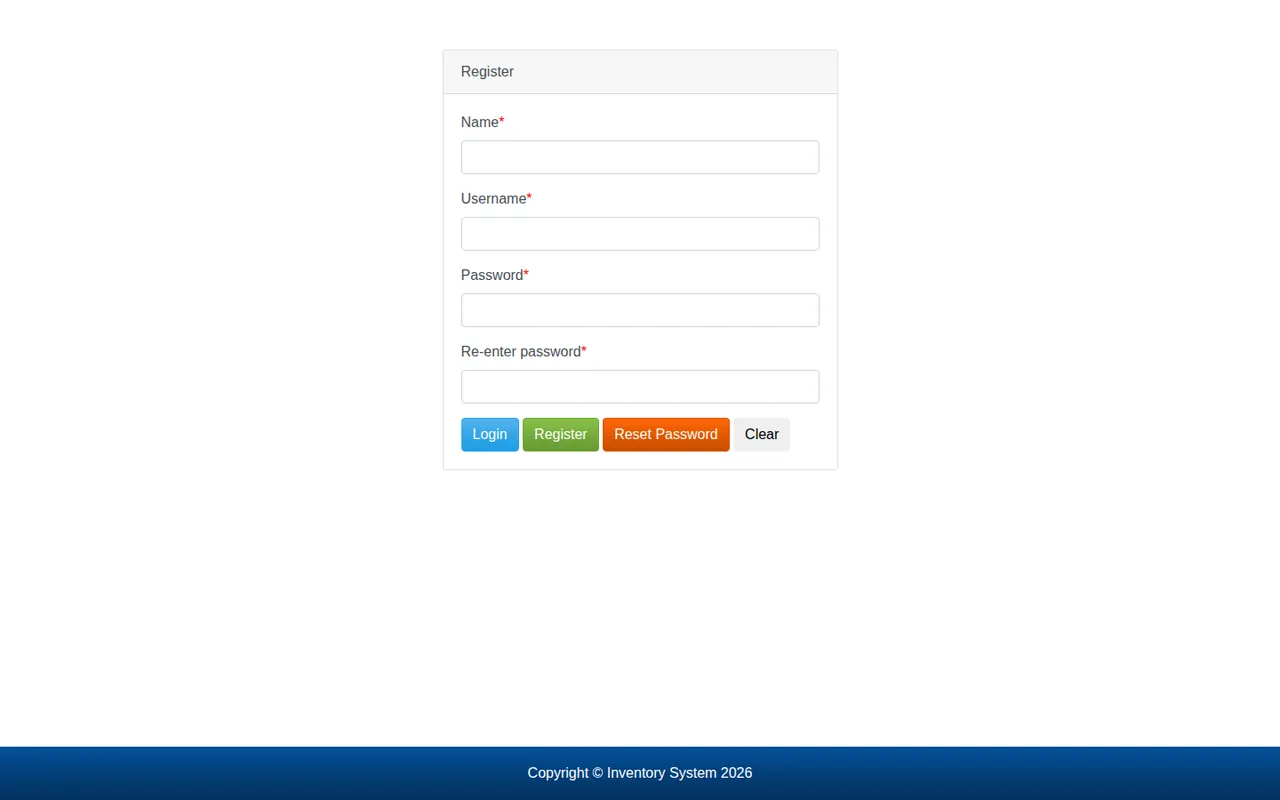 Register
Name*
Username*
Password*
Re-enter password*
Login Register Reset Password Clear
Copyright © Inventory System 2026